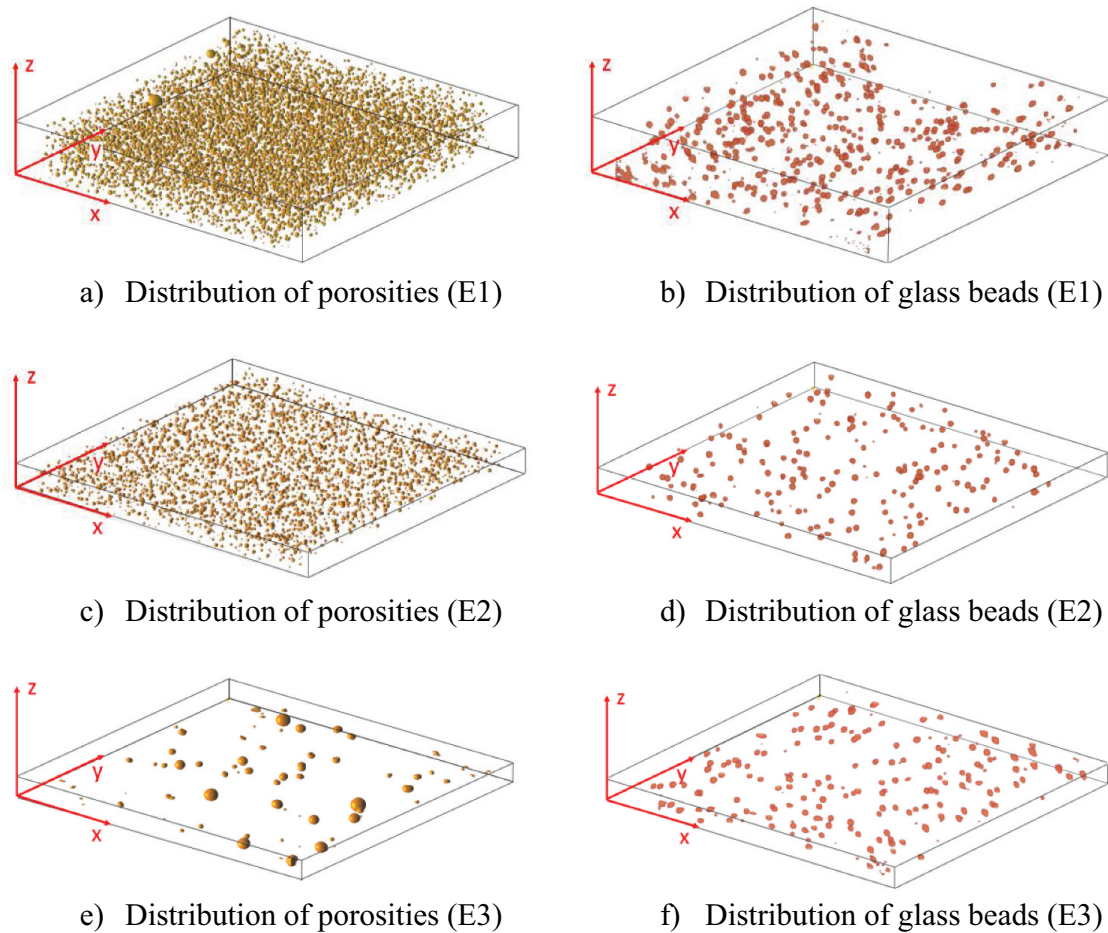 z
y
x
z
y
x
a) Distribution of porosities (E1)
b) Distribution of glass beads (E1)
z
y
x
z
y
x
c) Distribution of porosities (E2)
d) Distribution of glass beads (E2)
z
y
x
z
y
x
e) Distribution of porosities (E3)
f) Distribution of glass beads (E3)